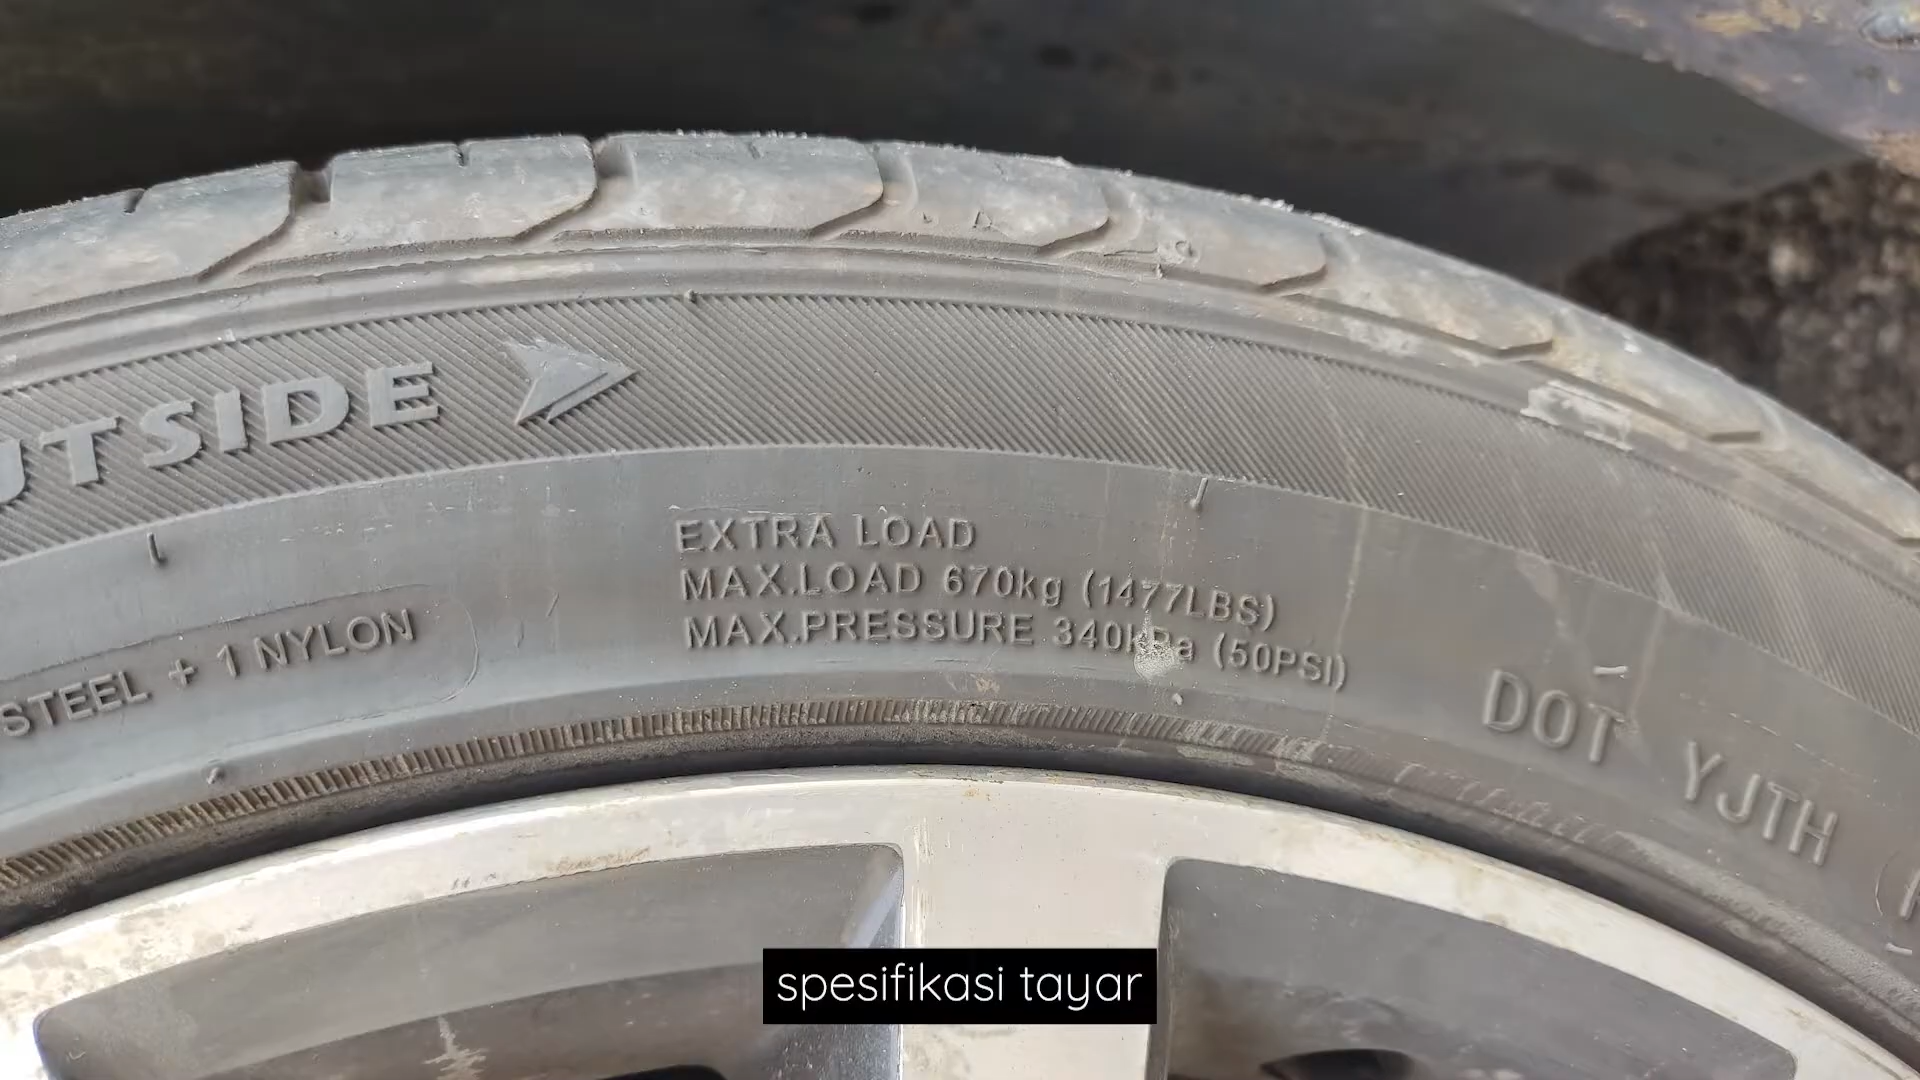 UTSIDE
EXTRA LOAD
MAX.LOAD 670kg (1477LBS)
MAX.PRESSURE 340kPa (50PSI)
STEEL + 1 NYLON
DOT YJTH
spesifikasi tayar